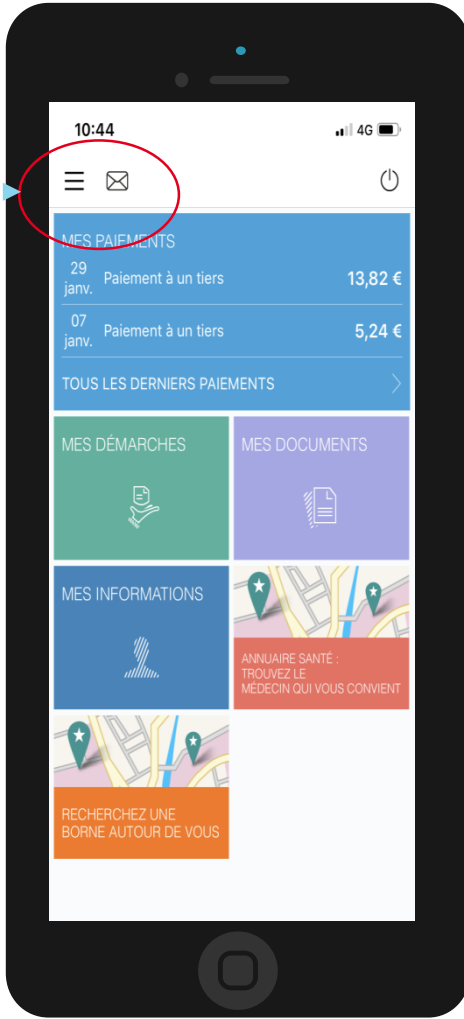 10:44
4G
MES PAIEMENTS
29
janv.
Paiement à un tiers
13,82 €
07
janv.
Paiement à un tiers
5,24 €
TOUS LES DERNIERS PAIEMENTS
MES DÉMARCHES
MES DOCUMENTS
MES INFORMATIONS
ANNUAIRE SANTÉ :
TROUVEZ LE
MÉDECIN QUI VOUS CONVIENT
RECHERCHEZ UNE
BORNE AUTOUR DE VOUS